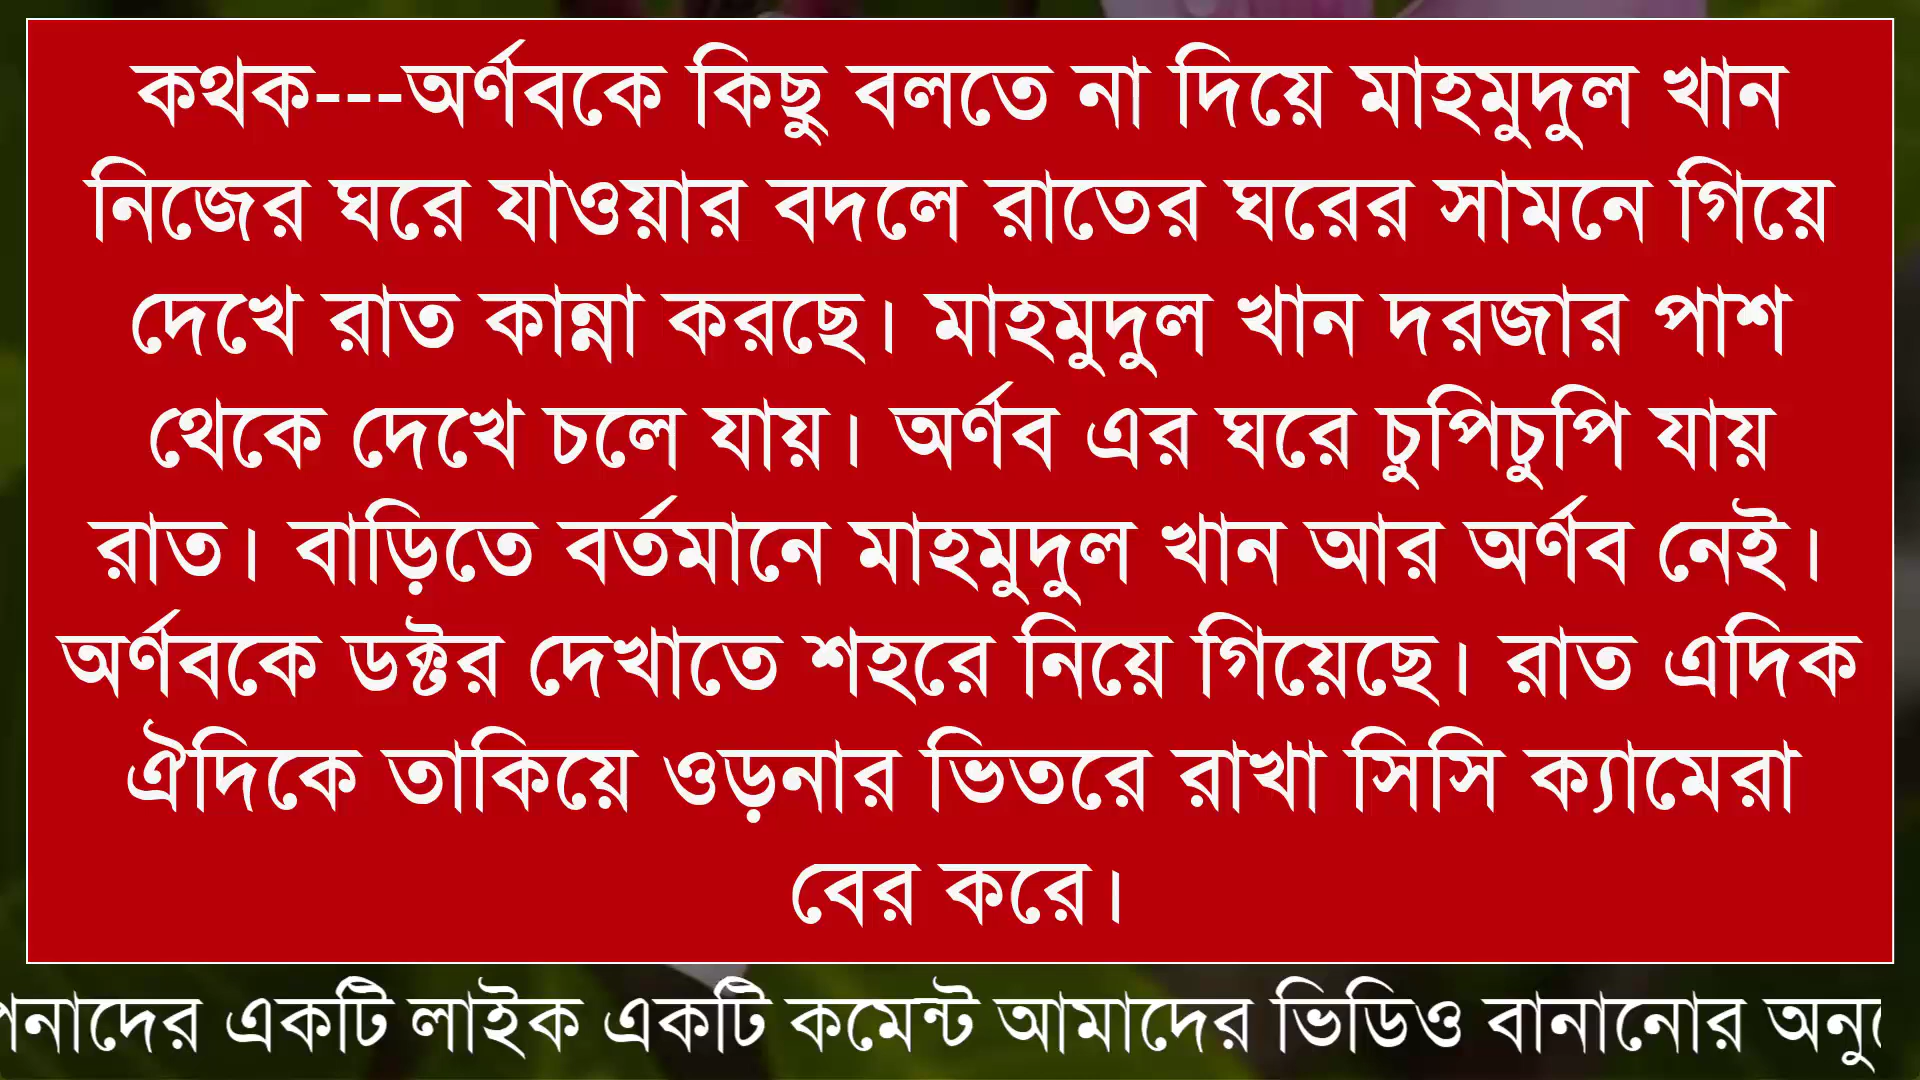 কথক---অর্ণবকে কিছু বলতে না দিয়ে মাহমুদুল খান
নিজের ঘরে যাওয়ার বদলে রাতের ঘরের সামনে গিয়ে
দেখে রাত কান্না করছে। মাহমুদুল খান দরজার পাশ
থেকে দেখে চলে যায়। অর্ণব এর ঘরে চুপিচুপি যায়
রাত। বাড়িতে বর্তমানে মাহমুদুল খান আর অর্ণব নেই।
অর্ণবকে ডক্টর দেখাতে শহরে নিয়ে গিয়েছে। রাত এদিক
ঐদিকে তাকিয়ে ওড়নার ভিতরে রাখা সিসি ক্যামেরা
বের করে।
একটি লাইক একটি কমেন্ট আমাদের ভিডিও বানানোর